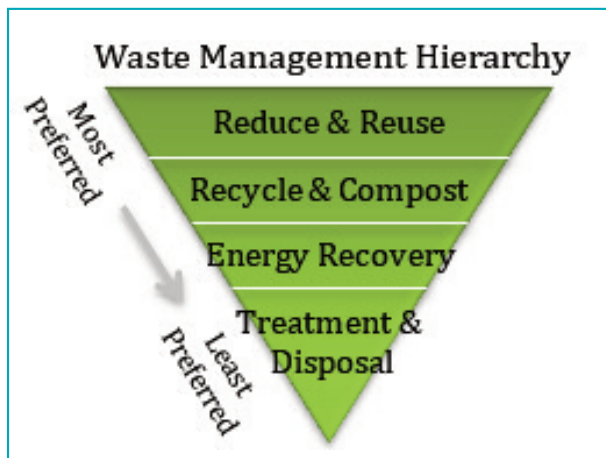 Waste Management Hierarchy
Most
Preferred
Reduce & Reuse
Recycle & Compost
Energy Recovery
Treatment &
Disposal
Least
Preferred